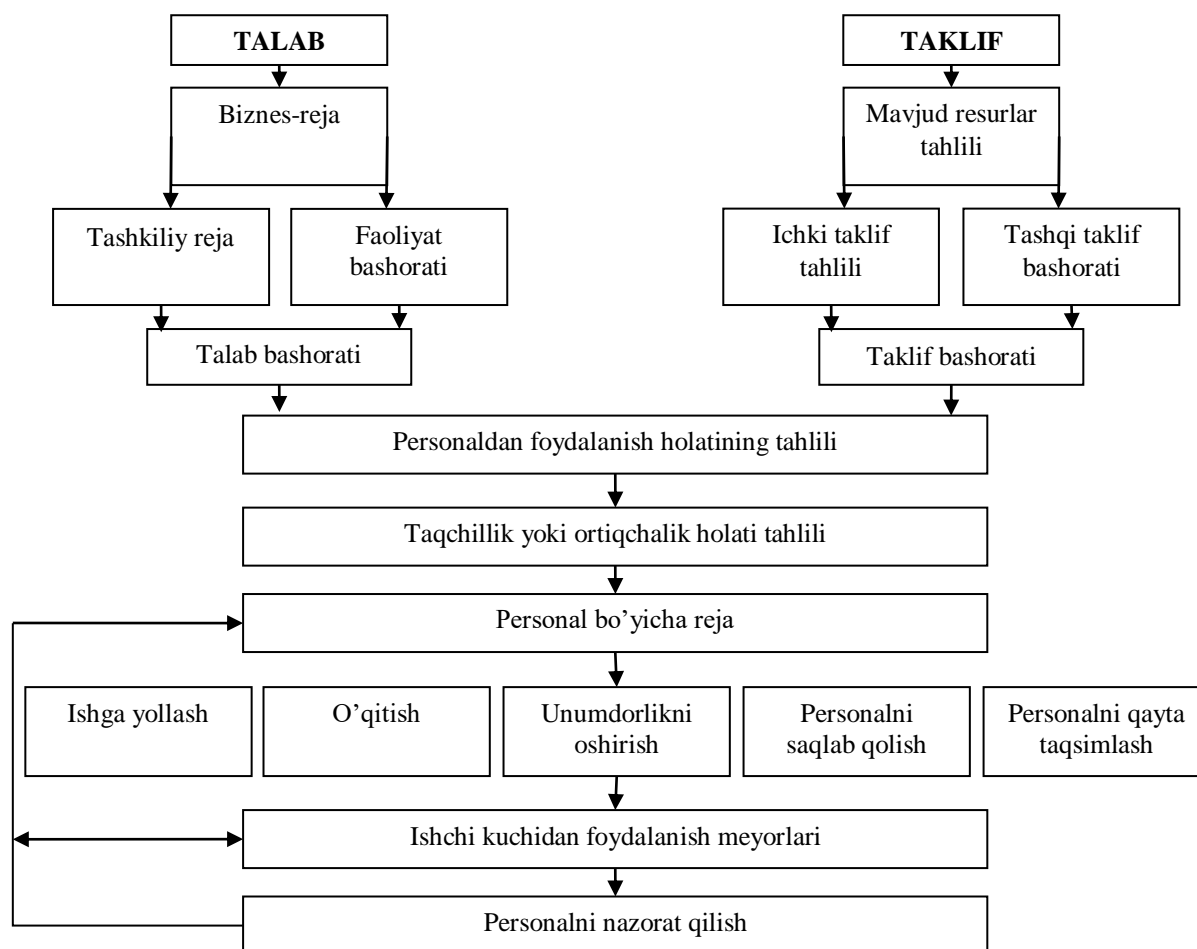 TALAB
TAKLIF
Biznes-reja
Mavjud resurlar
tahlili
Tashkiliy reja
Faoliyat
bashorati
Ichki taklif
tahlili
Tashqi taklif
bashorati
Talab bashorati
Taklif bashorati
Personaldan foydalanish holatining tahlili
Taqchillik yoki ortiqchalik holati tahlili
Personal bo’yicha reja
Ishga yollash
O’qitish
Unumdorlikni
oshirish
Personalni
saqlab qolish
Personalni qayta
taqsimlash
Ishchi kuchidan foydalanish meyorlari
Personalni nazorat qilish